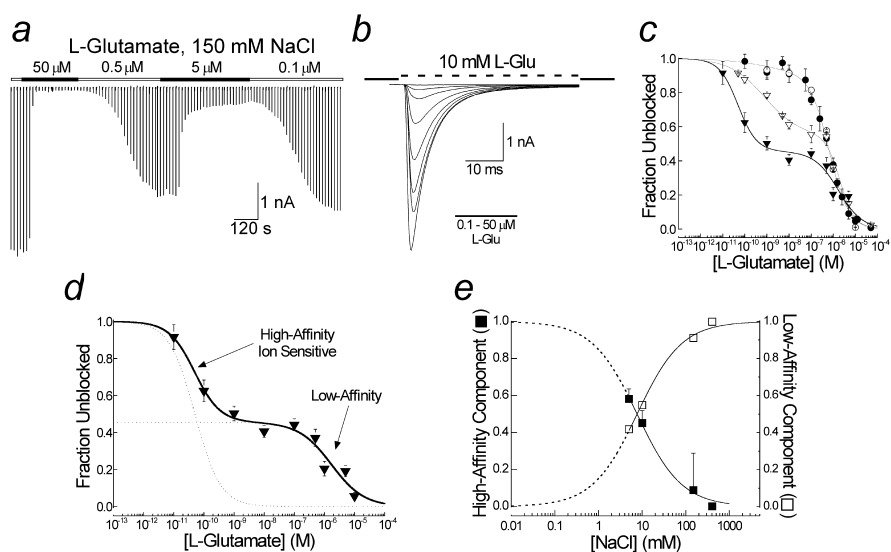 a
L-Glutamate, 150 mM NaCl
50 µM 0.5 µM 5 µM 0.1 µM
1 nA
120 s
b
10 mM L-Glu
1 nA
10 ms
0.1 - 50 µM
L-Glu
c
Fraction Unblocked
1.0
0.8
0.6
0.4
0.2
0.0
10⁻¹³ 10⁻¹² 10⁻¹¹ 10⁻¹⁰ 10⁻⁹ 10⁻⁸ 10⁻⁷ 10⁻⁶ 10⁻⁵ 10⁻⁴
[L-Glutamate] (M)
d
Fraction Unblocked
1.0
0.8
0.6
0.4
0.2
0.0
High-Affinity
Ion Sensitive
Low-Affinity
10⁻¹³ 10⁻¹² 10⁻¹¹ 10⁻¹⁰ 10⁻⁹ 10⁻⁸ 10⁻⁷ 10⁻⁶ 10⁻⁵ 10⁻⁴
[L-Glutamate] (M)
e
High-Affinity Component (■)
1.0
0.8
0.6
0.4
0.2
0.0
0.01 0.1 1 10 100 1000
[NaCl] (mM)
1.0
0.8
0.6
0.4
0.2
0.0
Low-Affinity Component (□)